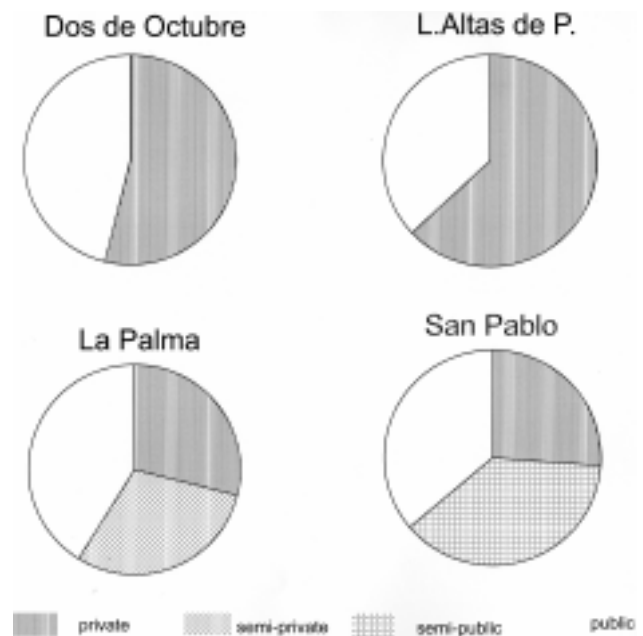 Dos de Octubre
L.Altas de P.
La Palma
San Pablo
private
semi-private
semi-public
public